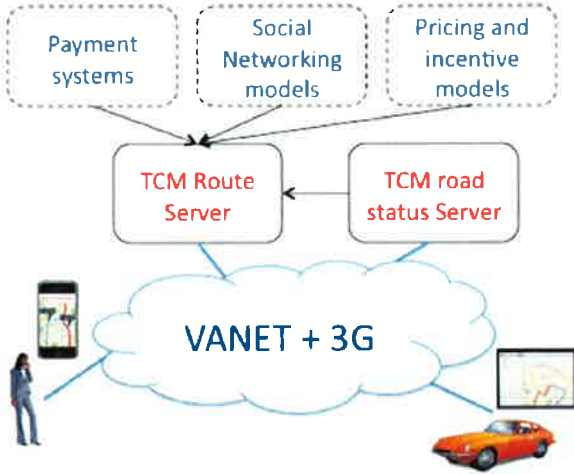 Payment
systems
Social
Networking
models
Pricing and
incentive
models
TCM Route
Server
TCM road
status Server
VANET + 3G